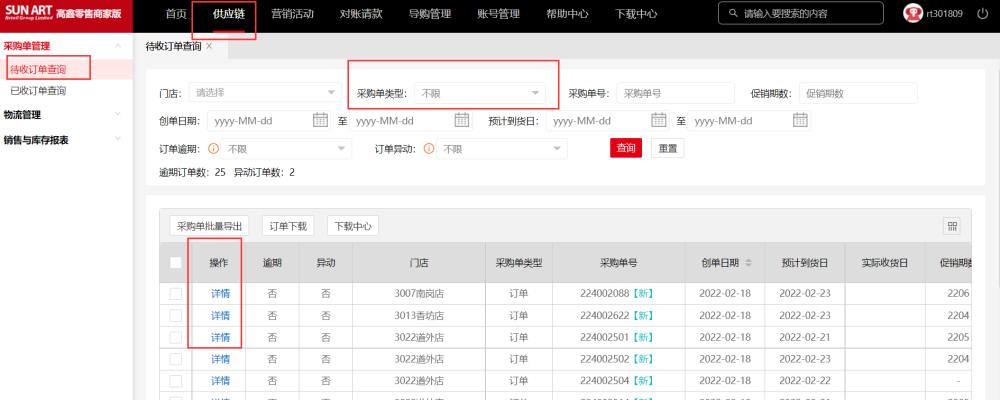 SUN ART 高鑫零售商家版 首页 供应链 营销活动 对账请款 导购管理 账号管理 帮助中心 下载中心 请输入要搜索的内容 rt301809
Retail Group Limited
采购单管理
待收订单查询
已收订单查询
物流管理
销售与库存报表
待收订单查询 ×
门店： 请选择 采购单类型： 不限 采购单号： 采购单号 促销期数： 促销期数
创单日期： yyyy-MM-dd 至 yyyy-MM-dd 预计到货日： yyyy-MM-dd 至 yyyy-MM-dd
订单逾期： 不限 订单异动： 不限 查询 重置
逾期订单数：25 异动订单数：2
采购单批量导出 订单下载 下载中心
操作 逾期 异动 门店 采购单类型 采购单号 创单日期 预计到货日 实际收货日 促销期数
详情 否 否 3007南岗店 订单 224002088【新】 2022-02-18 2022-02-23 2206
详情 否 否 3013香坊店 订单 224002622【新】 2022-02-18 2022-02-23 2204
详情 否 否 3022道外店 订单 224002501【新】 2022-02-18 2022-02-21 2205
详情 否 否 3022道外店 订单 224002502【新】 2022-02-18 2022-02-23 2204
详情 否 否 3022道外店 订单 224002504【新】 2022-02-18 2022-02-22 -